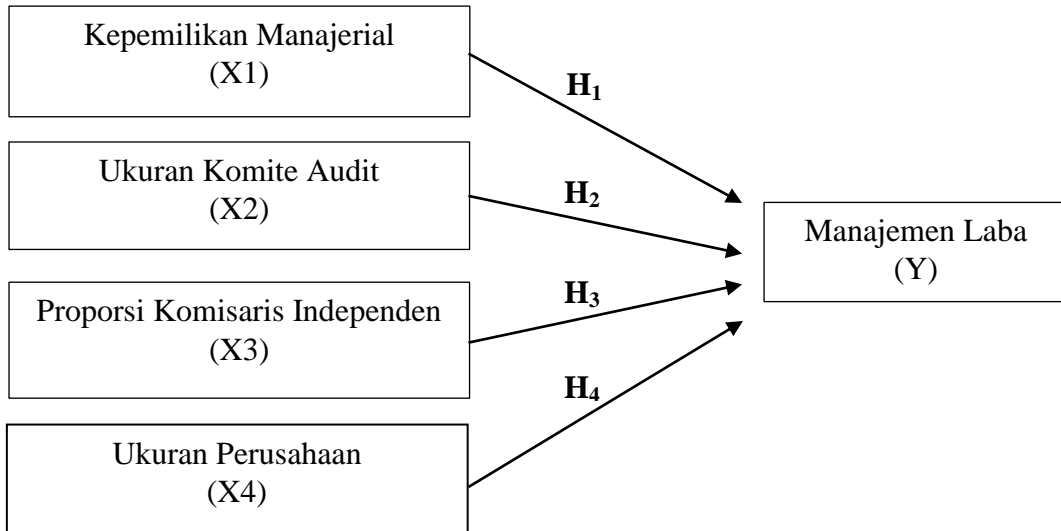 Kepemilikan Manajerial
(X1)
H1
Ukuran Komite Audit
(X2)
H2
Manajemen Laba
(Y)
Proporsi Komisaris Independen
(X3)
H3
H4
Ukuran Perusahaan
(X4)